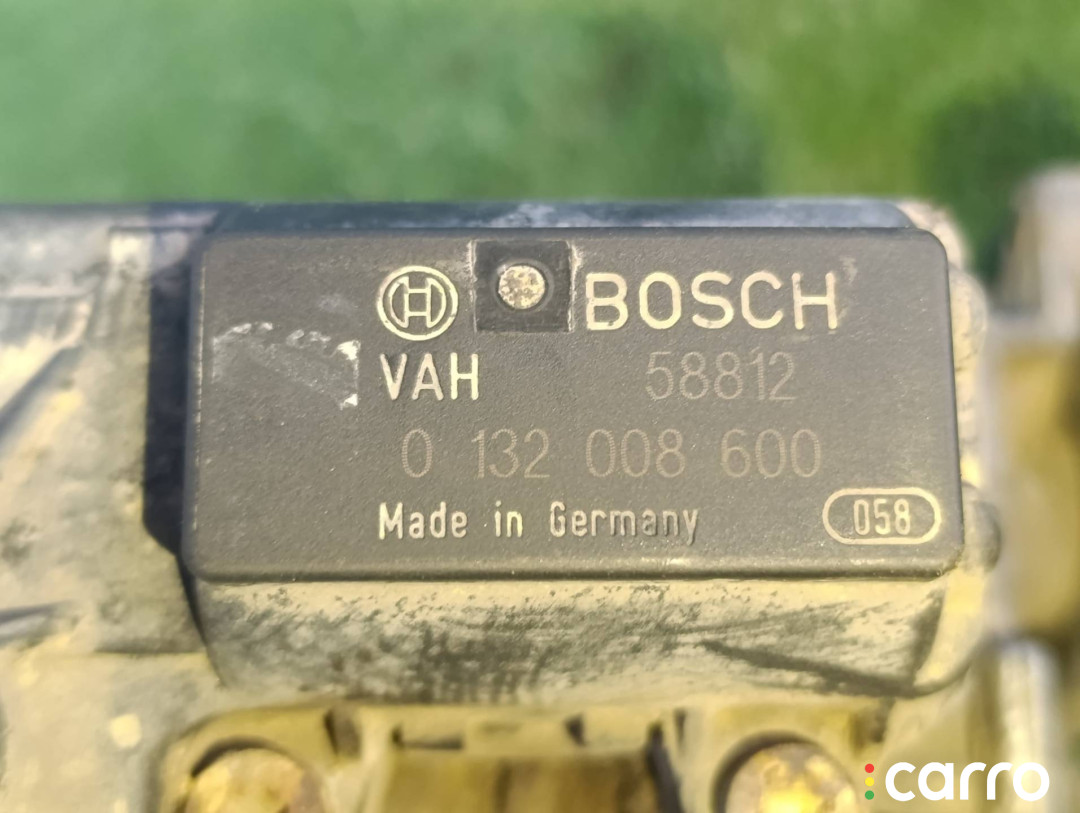 BOSCH
VAH 58812
0 132 008 600
Made in Germany 058
carro